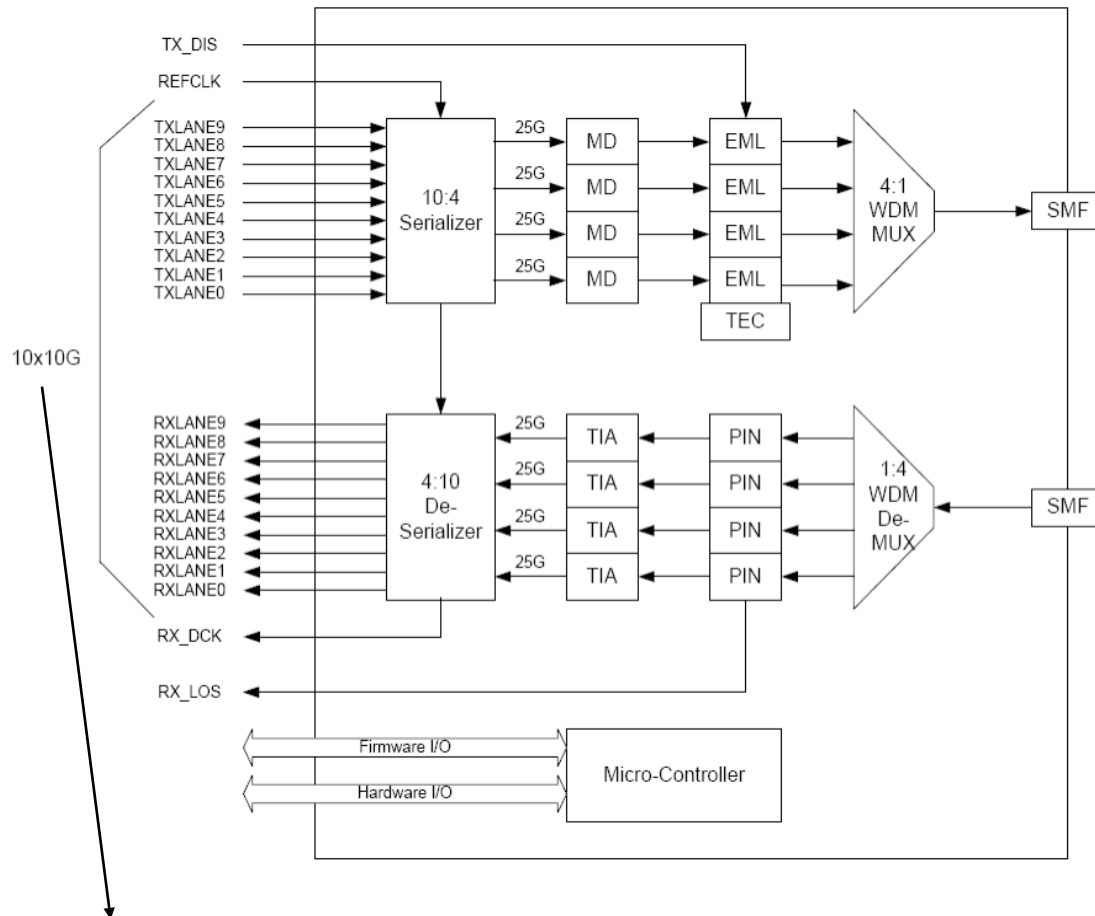 TX_DIS
REFCLK
TXLANE9
TXLANE8
TXLANE7
TXLANE6
TXLANE5
TXLANE4
TXLANE3
TXLANE2
TXLANE1
TXLANE0
10:4
Serializer
25G
25G
25G
25G
MD
MD
MD
MD
EML
EML
EML
EML
TEC
4:1
WDM
MUX
SMF
10x10G
RXLANE9
RXLANE8
RXLANE7
RXLANE6
RXLANE5
RXLANE4
RXLANE3
RXLANE2
RXLANE1
RXLANE0
4:10
De-
Serializer
25G
25G
25G
25G
TIA
TIA
TIA
TIA
PIN
PIN
PIN
PIN
1:4
WDM
De-
MUX
SMF
RX_DCK
RX_LOS
Firmware I/O
Hardware I/O
Micro-Controller